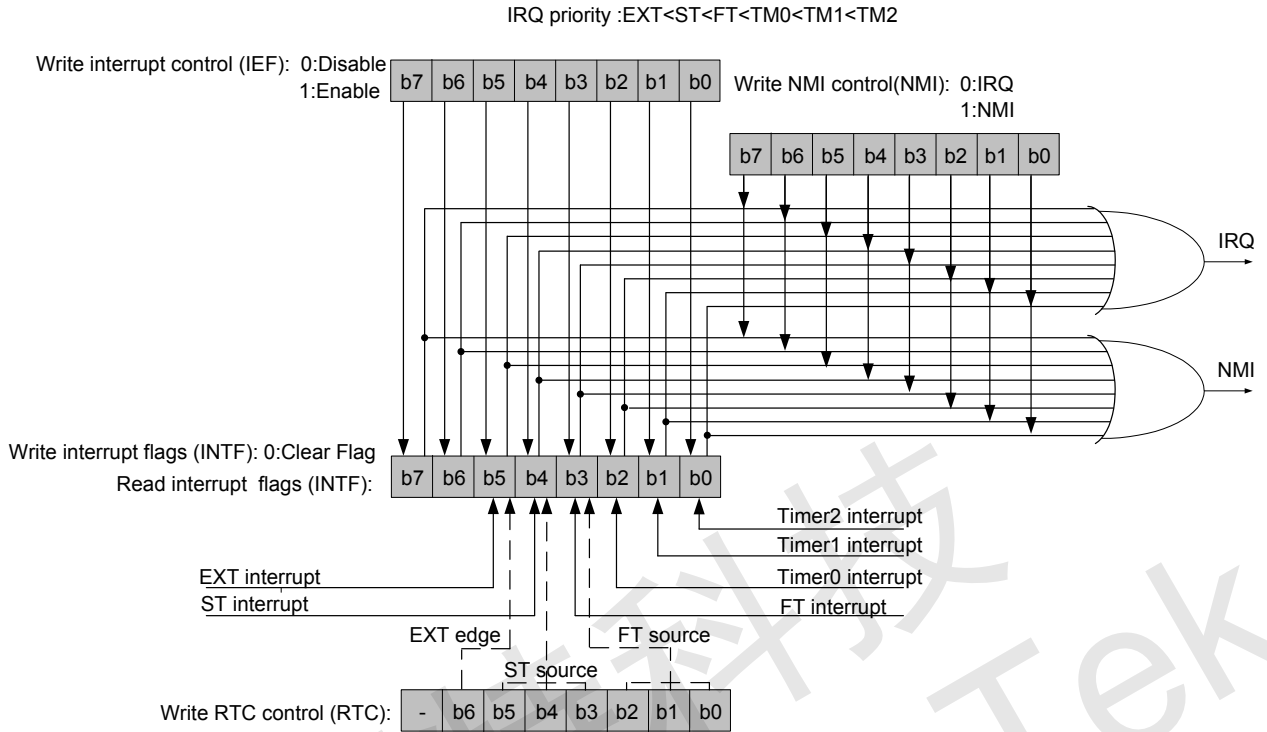 IRQ priority :EXT<ST<FT<TM0<TM1<TM2
Write interrupt control (IEF): 0:Disable
1:Enable
b7 b6 b5 b4 b3 b2 b1 b0
Write NMI control(NMI): 0:IRQ
1:NMI
b7 b6 b5 b4 b3 b2 b1 b0
IRQ
NMI
Write interrupt flags (INTF): 0:Clear Flag
Read interrupt flags (INTF):
b7 b6 b5 b4 b3 b2 b1 b0
Timer2 interrupt
Timer1 interrupt
EXT interrupt
Timer0 interrupt
ST interrupt
FT interrupt
EXT edge
FT source
ST source
Write RTC control (RTC):
- b6 b5 b4 b3 b2 b1 b0
科技
Tek